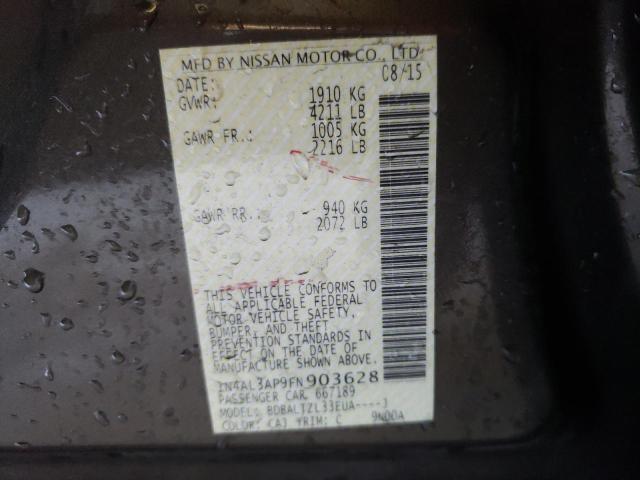 MFD BY NISSAN MOTOR CO., LTD.
DATE: 08/15
GVWR: 1910 KG
4211 LB
GAWR FR.: 1005 KG
2216 LB
GAWR RR.: 940 KG
2072 LB
THIS VEHICLE CONFORMS TO
ALL APPLICABLE FEDERAL
MOTOR VEHICLE SAFETY,
BUMPER, AND THEFT
PREVENTION STANDARDS IN
EFFECT ON THE DATE OF
MANUFACTURE SHOWN ABOVE.
1N4AL3AP9FN903628
PASSENGER CAR 667189
MODEL: BDBALTZL33EUA----J
COLOR: CAJ TRIM: C 9N00A